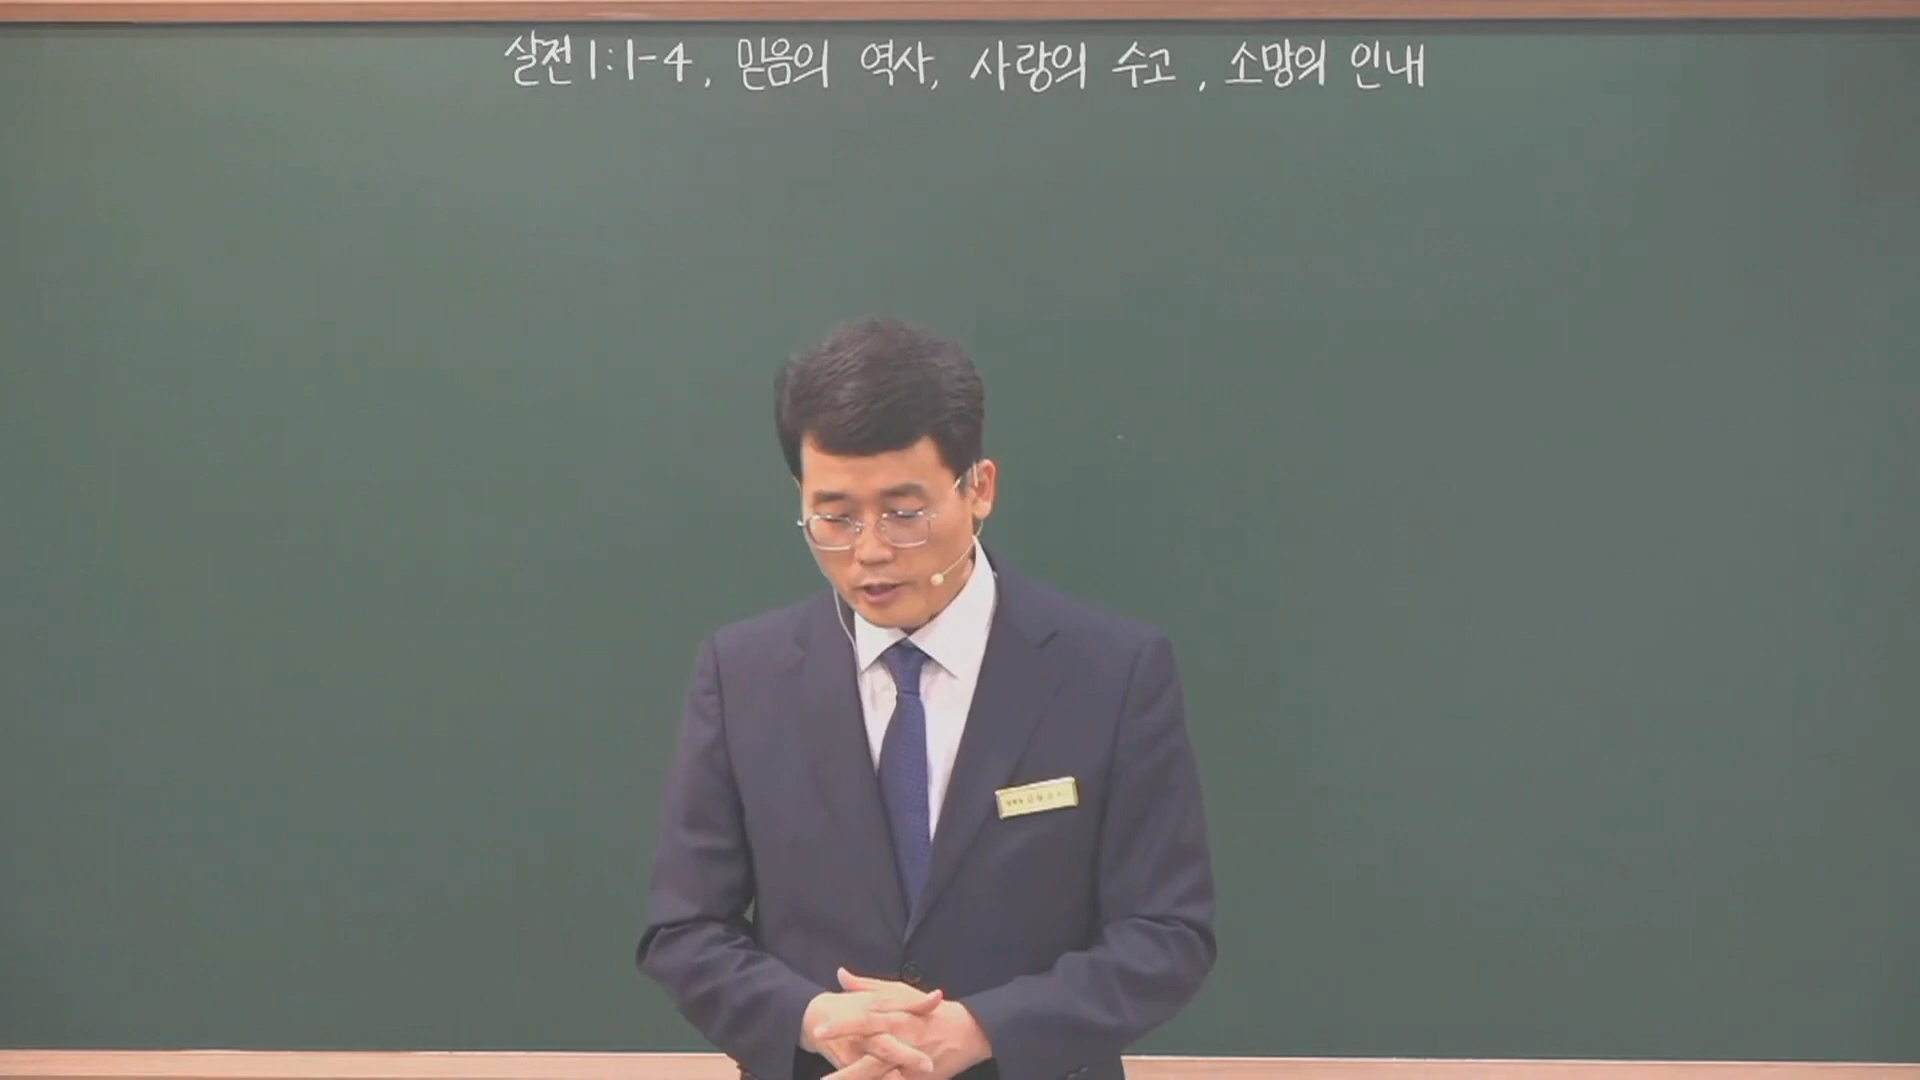 살전 1:1-4, 믿음의 역사, 사랑의 수고, 소망의 인내